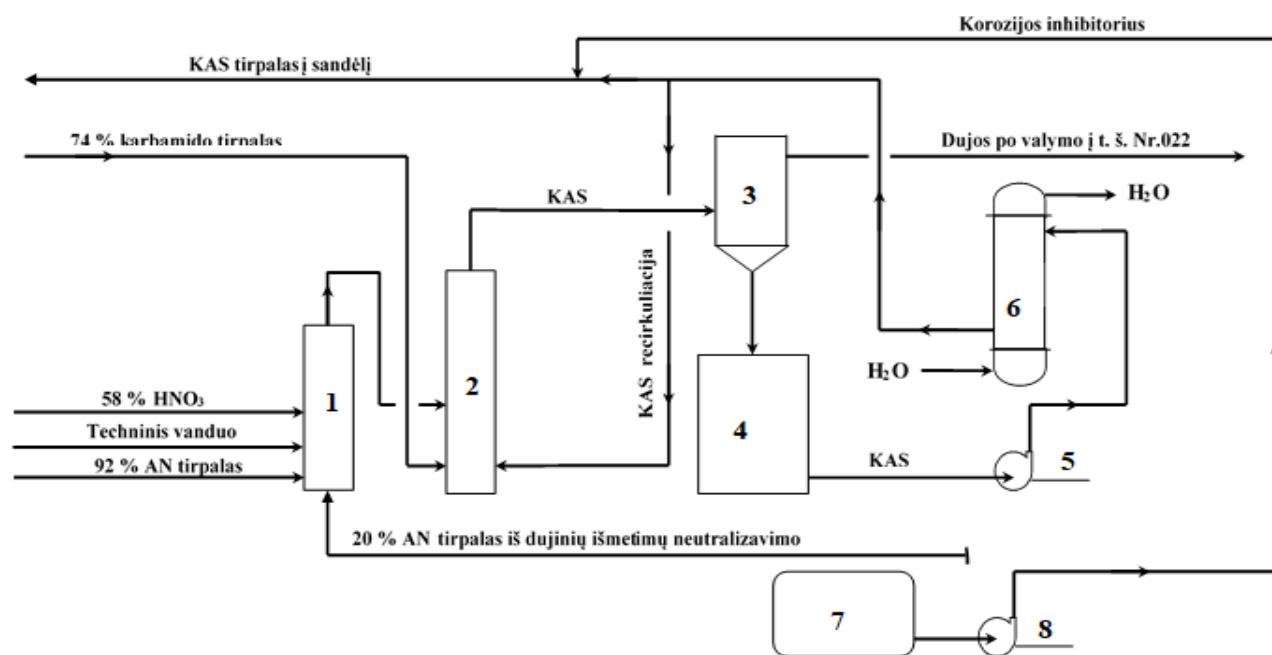 Korozijos inhibitorius
KAS tirpalas į sandėlį
74 % karbamido tirpalas
Dujos po valymo į t. š. Nr.022
3
H₂O
KAS
KAS recirkuliacija
6
58 % HNO₃
1
2
H₂O
Techninis vanduo
4
92 % AN tirpalas
KAS
5
20 % AN tirpalas iš dujinių išmetimų neutralizavimo
7
8